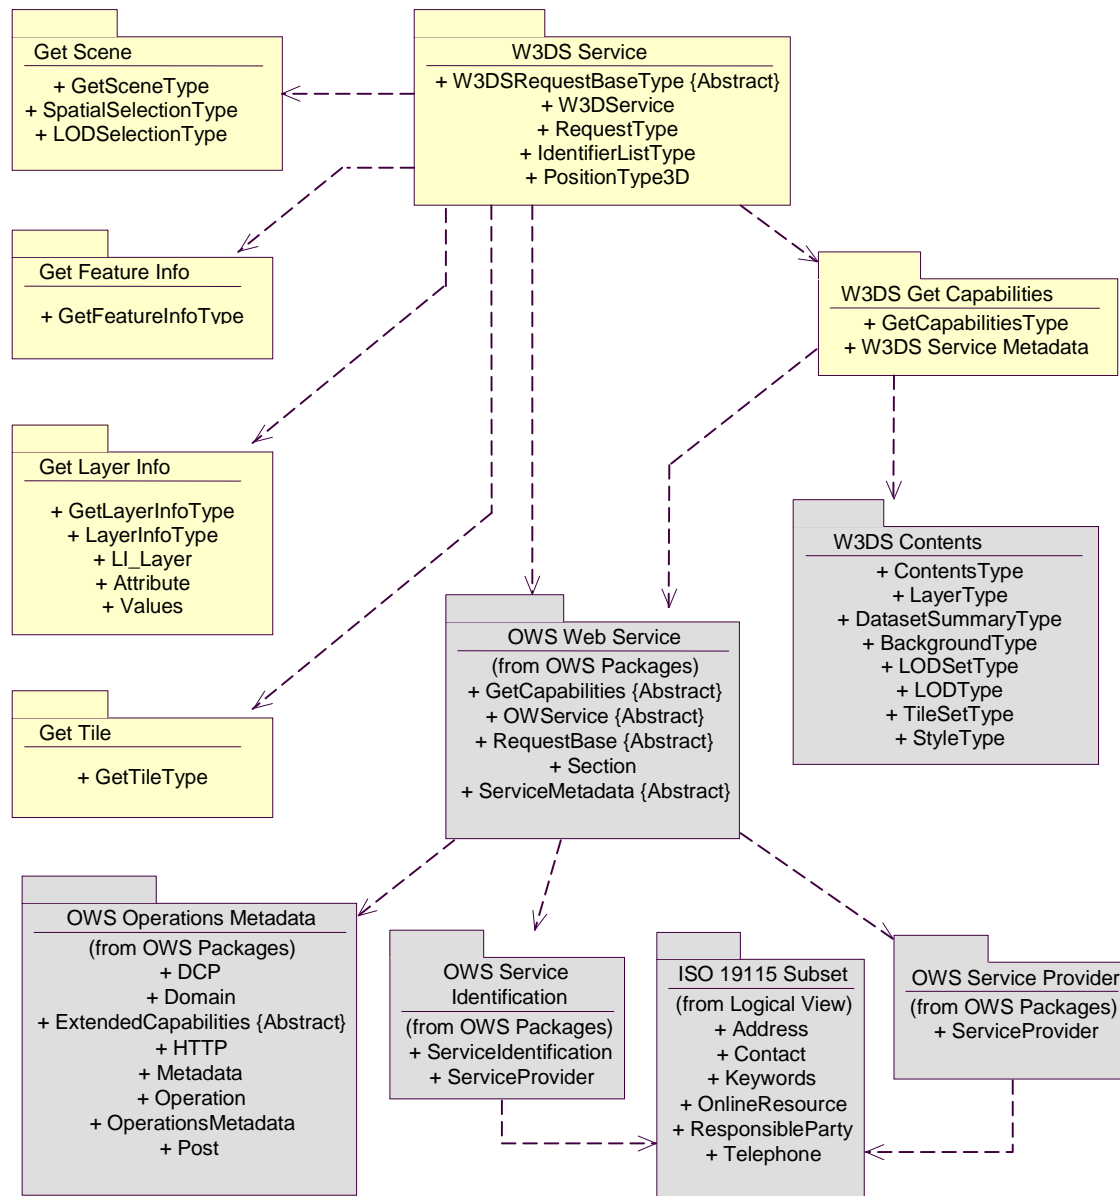 Get Scene
+ GetSceneType
+ SpatialSelectionType
+ LODSelectionType
W3DS Service
+ W3DSRequestBaseType {Abstract}
+ W3DService
+ RequestType
+ IdentifierListType
+ PositionType3D
Get Feature Info
+ GetFeatureInfoType
W3DS Get Capabilities
+ GetCapabilitiesType
+ W3DS Service Metadata
Get Layer Info
+ GetLayerInfoType
+ LayerInfoType
+ LI_Layer
+ Attribute
+ Values
W3DS Contents
+ ContentsType
+ LayerType
+ DatasetSummaryType
+ BackgroundType
+ LODSetType
+ LODType
+ TileSetType
+ StyleType
OWS Web Service
(from OWS Packages)
+ GetCapabilities {Abstract}
+ OWService {Abstract}
+ RequestBase {Abstract}
+ Section
+ ServiceMetadata {Abstract}
Get Tile
+ GetTileType
OWS Operations Metadata
(from OWS Packages)
+ DCP
+ Domain
+ ExtendedCapabilities {Abstract}
+ HTTP
+ Metadata
+ Operation
+ OperationsMetadata
+ Post
OWS Service
Identification
(from OWS Packages)
+ ServiceIdentification
+ ServiceProvider
ISO 19115 Subset
(from Logical View)
+ Address
+ Contact
+ Keywords
+ OnlineResource
+ ResponsibleParty
+ Telephone
OWS Service Provider
(from OWS Packages)
+ ServiceProvider